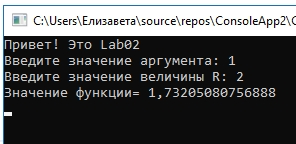 C:\Users\Елизавета\source\repos\ConsoleApp2\
Привет! Это Lab02
Введите значение аргумента: 1
Введите значение величины R: 2
Значение функции= 1,73205080756888